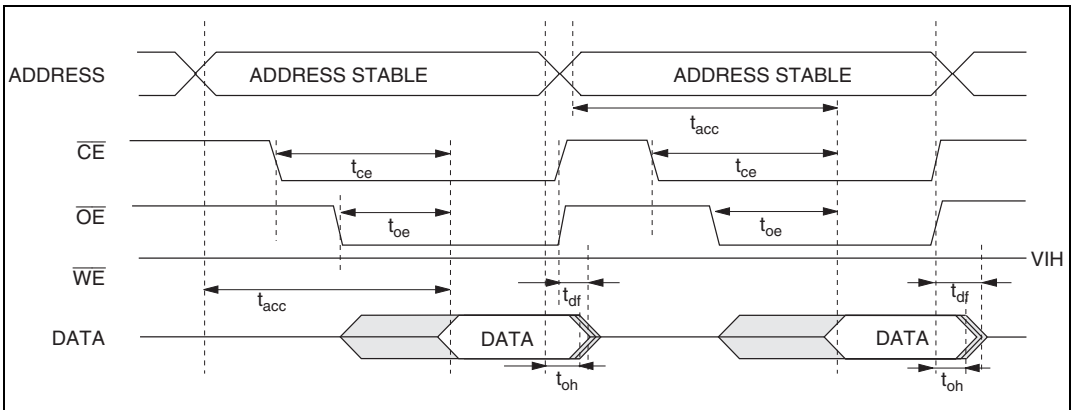 ADDRESS
ADDRESS STABLE
ADDRESS STABLE
tacc
CE
tce
tce
OE
toe
toe
WE
VIH
tacc
tdf
tdf
DATA
DATA
DATA
toh
toh